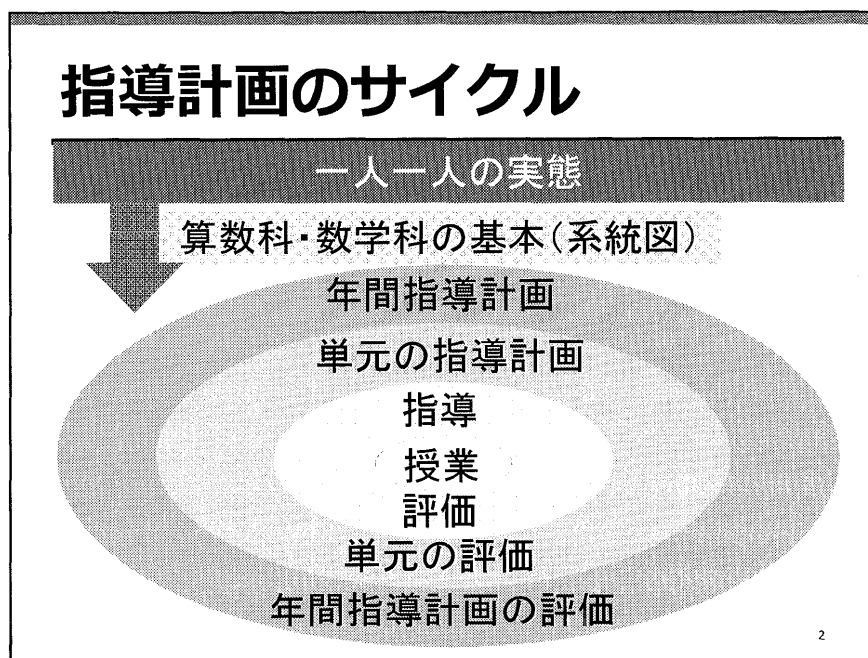 指導計画のサイクル
一人一人の実態
算数科・数学科の基本(系統図)
年間指導計画
単元の指導計画
指導
授業
評価
単元の評価
年間指導計画の評価
2